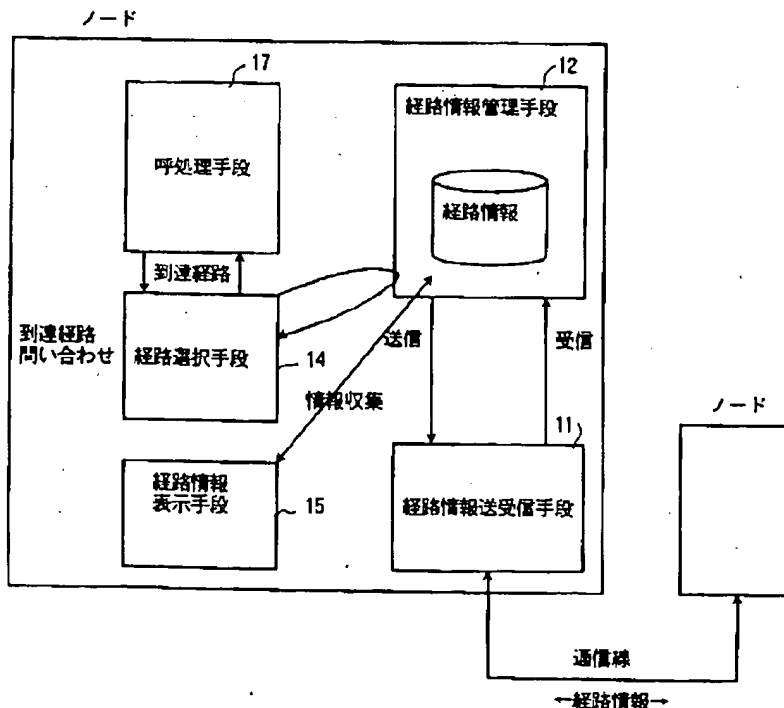 ノード
17
12
呼処理手段
経路情報管理手段
経路情報
到達経路
到達経路
問い合わせ
経路選択手段
14
送信
受信
情報収集
ノード
11
経路情報
表示手段
15
経路情報送受信手段
通信線
←経路情報→